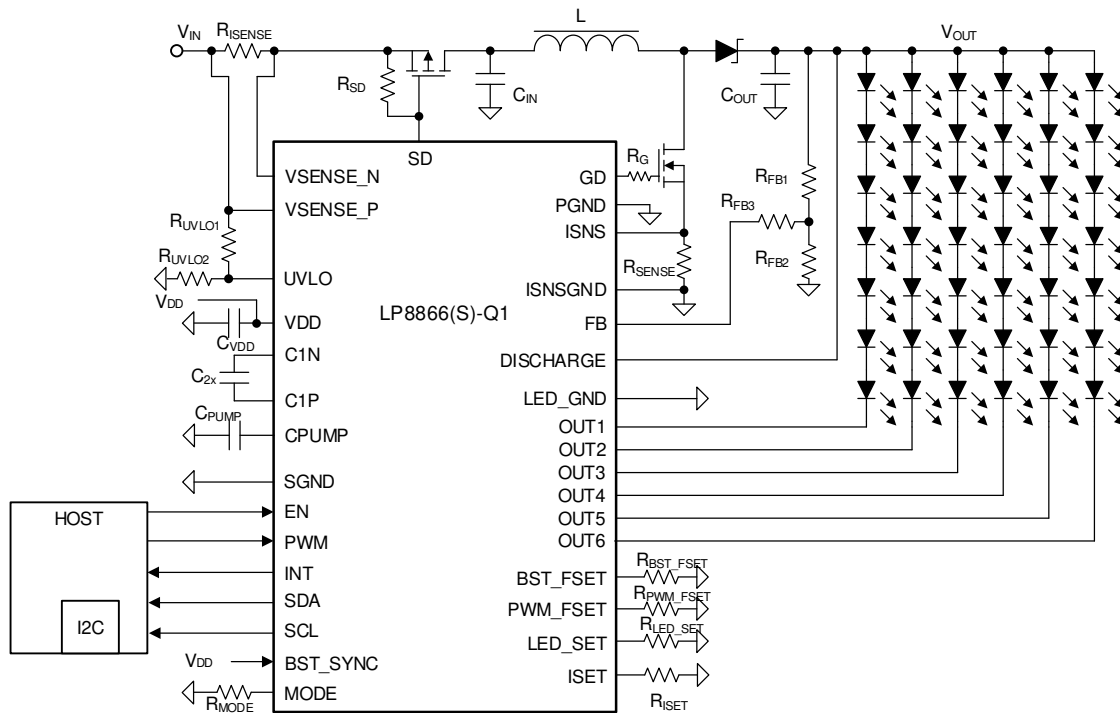 VIN
RISENSE
L
VOUT
RSD
CIN
COUT
SD
RG
VSENSE_N
GD
RFB1
VSENSE_P
PGND
RFB3
RUVLO1
ISNS
RUVLO2
RSENSE
RFB2
UVLO
ISNSGND
VDD
LP8866(S)-Q1
VDD
FB
CVDD
C1N
DISCHARGE
C2x
C1P
LED_GND
CPUMP
CPUMP
OUT1
OUT2
OUT3
SGND
OUT4
HOST
EN
OUT5
PWM
OUT6
INT
RBST_FSET
BST_FSET
SDA
RPWM_FSET
PWM_FSET
I2C
SCL
RLED_SET
LED_SET
VDD
BST_SYNC
ISET
MODE
RMODE
RISET